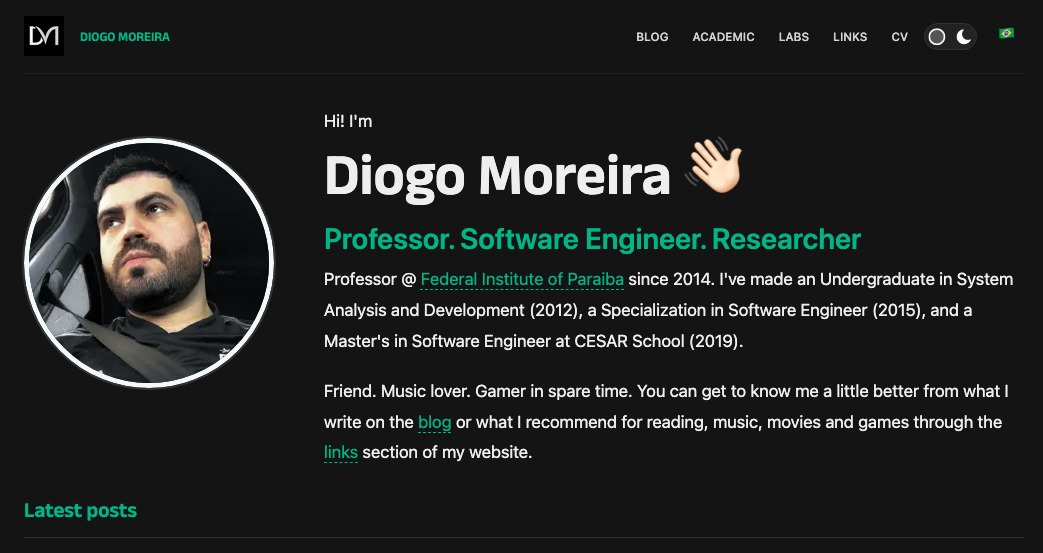 DM DIOGO MOREIRA BLOG ACADEMIC LABS LINKS CV
Hi! I'm
Diogo Moreira
Professor. Software Engineer. Researcher
Professor @ Federal Institute of Paraiba since 2014. I've made an Undergraduate in System
Analysis and Development (2012), a Specialization in Software Engineer (2015), and a
Master's in Software Engineer at CESAR School (2019).
Friend. Music lover. Gamer in spare time. You can get to know me a little better from what I
write on the blog or what I recommend for reading, music, movies and games through the
links section of my website.
Latest posts